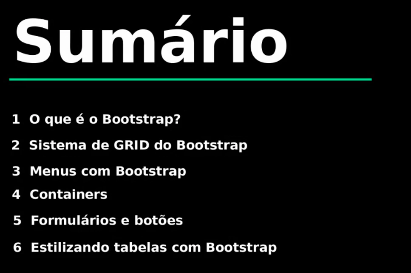 Sumário
1 O que é o Bootstrap?
2 Sistema de GRID do Bootstrap
3 Menus com Bootstrap
4 Containers
5 Formulários e botões
6 Estilizando tabelas com Bootstrap